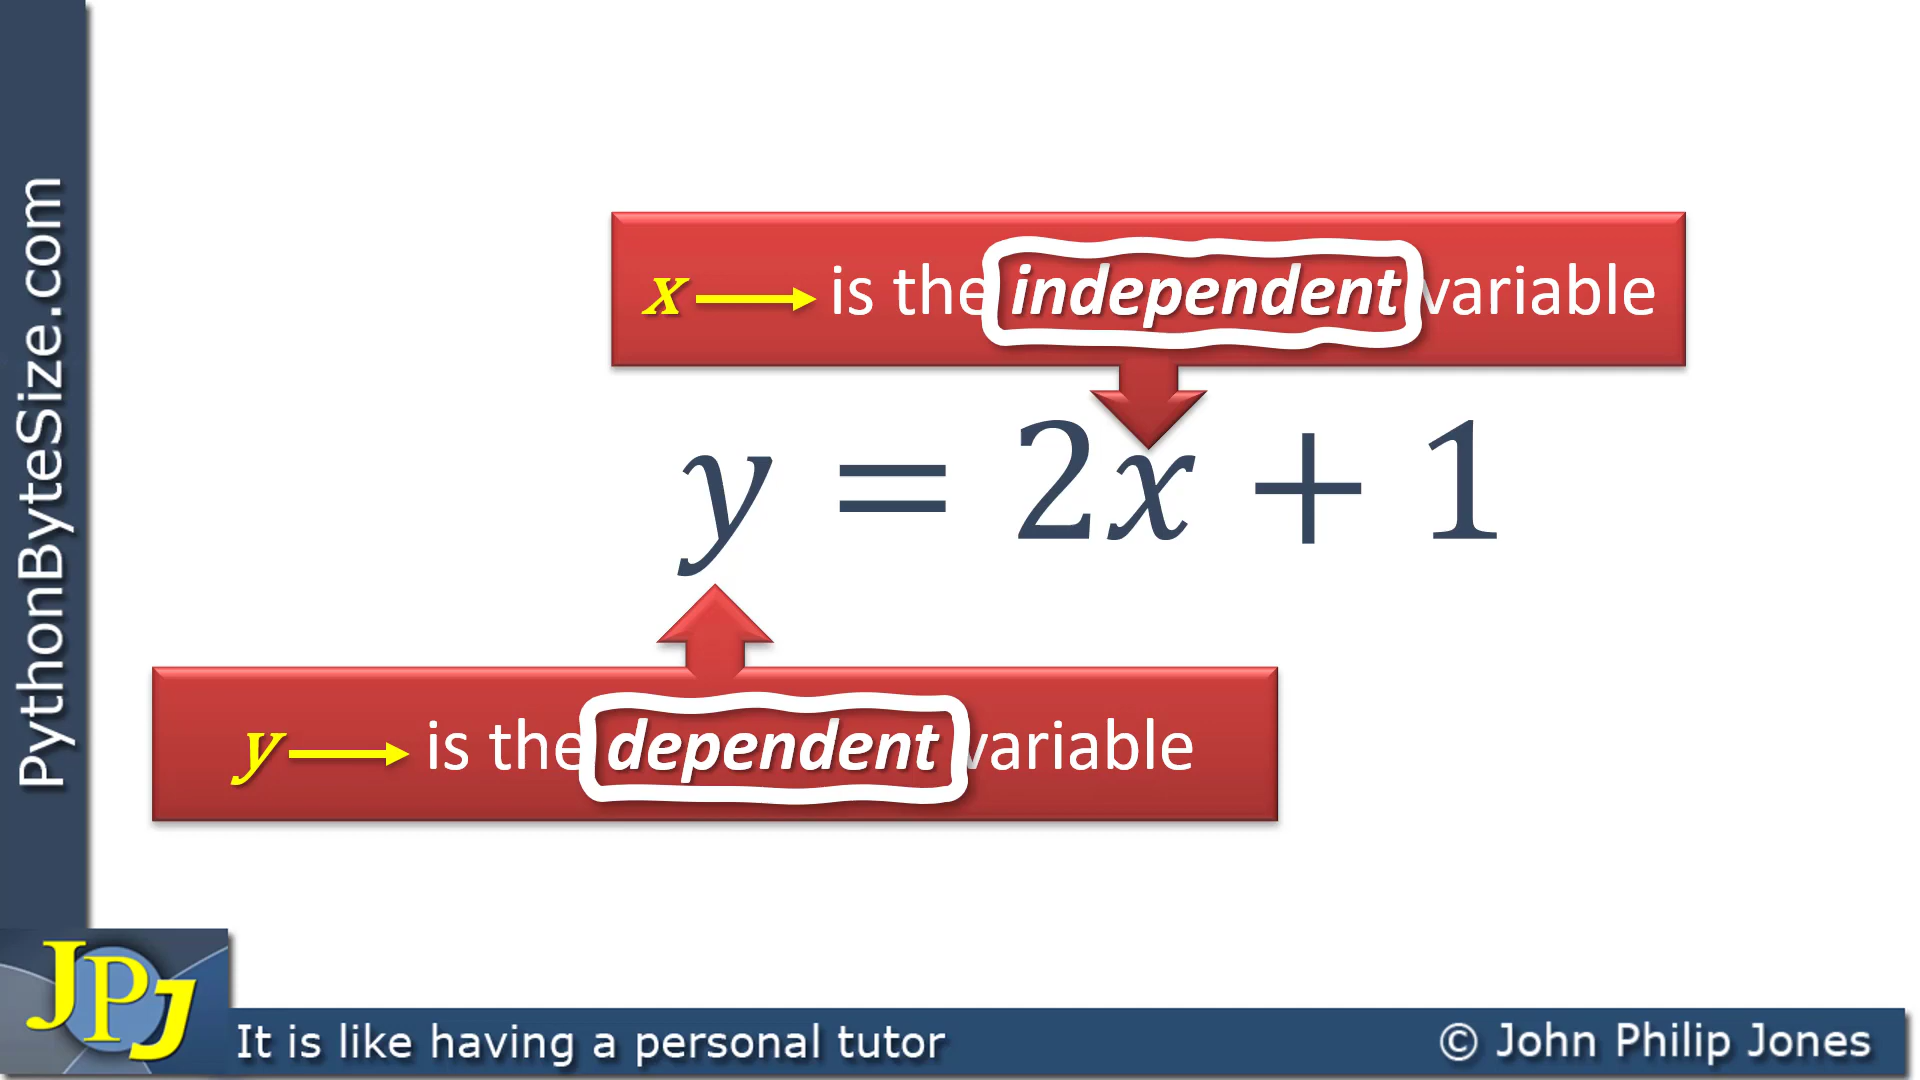 PythonByteSize.com
x is the independent variable
y = 2x + 1
y is the dependent variable
JPJ
It is like having a personal tutor
© John Philip Jones